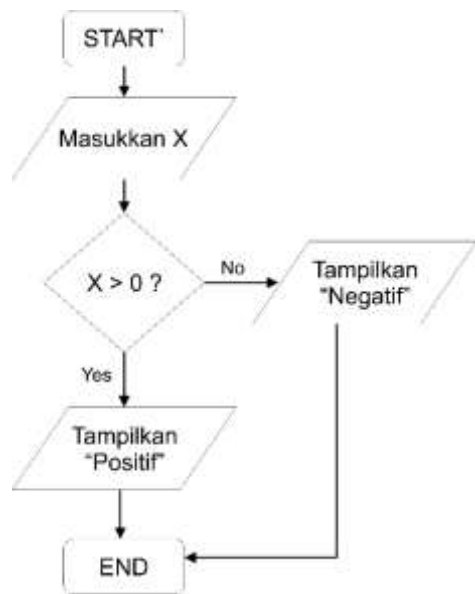 START'
Masukkan X
X > 0 ?
No
Tampilkan
“Negatif”
Yes
Tampilkan
“Positif”
END